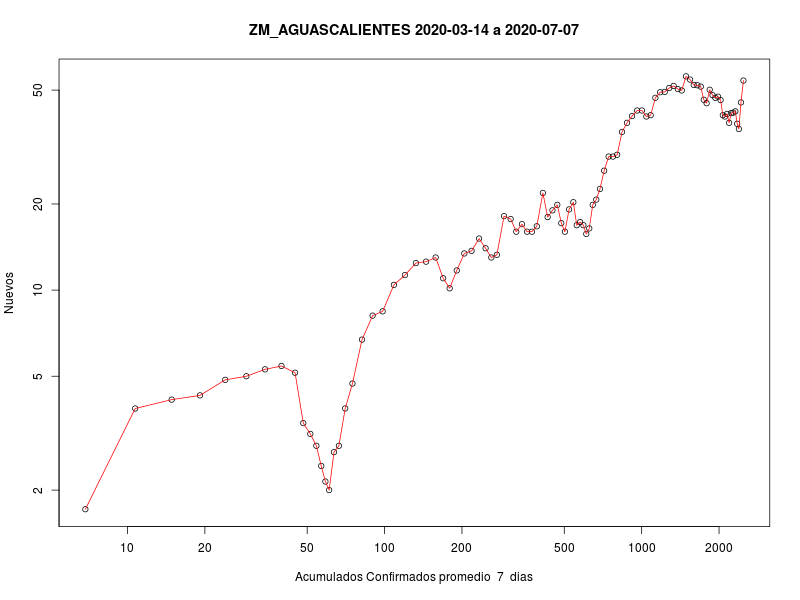 ZM_AGUASCALIENTES 2020-03-14 a 2020-07-07
50
20
10
5
2
Nuevos
10 20 50 100 200 500 1000 2000
Acumulados Confirmados promedio 7 dias